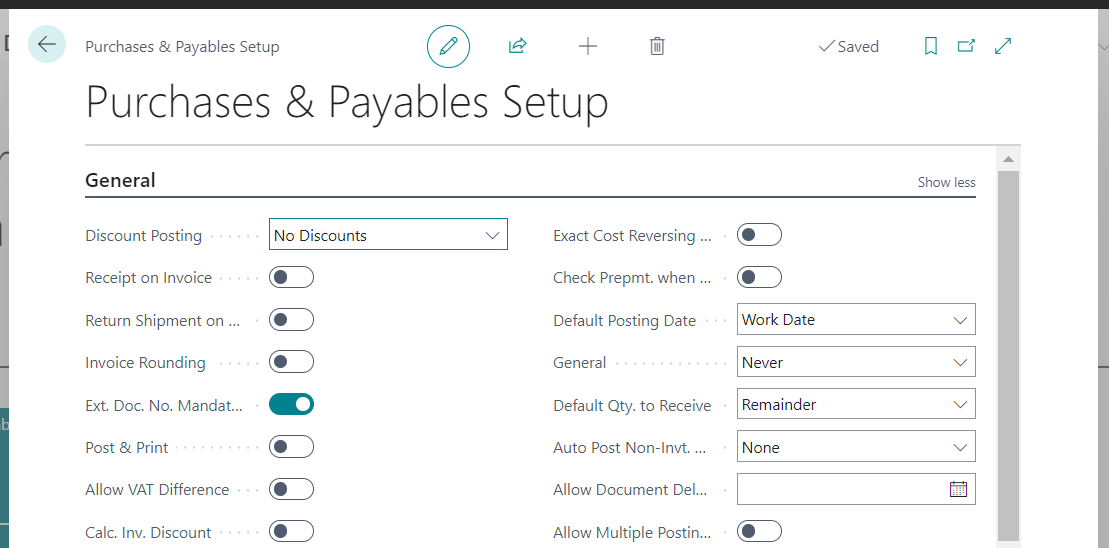 Purchases & Payables Setup
Saved
Purchases & Payables Setup
General
Show less
Discount Posting
No Discounts
Receipt on Invoice
Return Shipment on ...
Invoice Rounding
Ext. Doc. No. Mandat...
Post & Print
Allow VAT Difference
Calc. Inv. Discount
Exact Cost Reversing ...
Check Prepmt. when ...
Default Posting Date
Work Date
General
Never
Default Qty. to Receive
Remainder
Auto Post Non-Invt. ...
None
Allow Document Del...
Allow Multiple Postin...